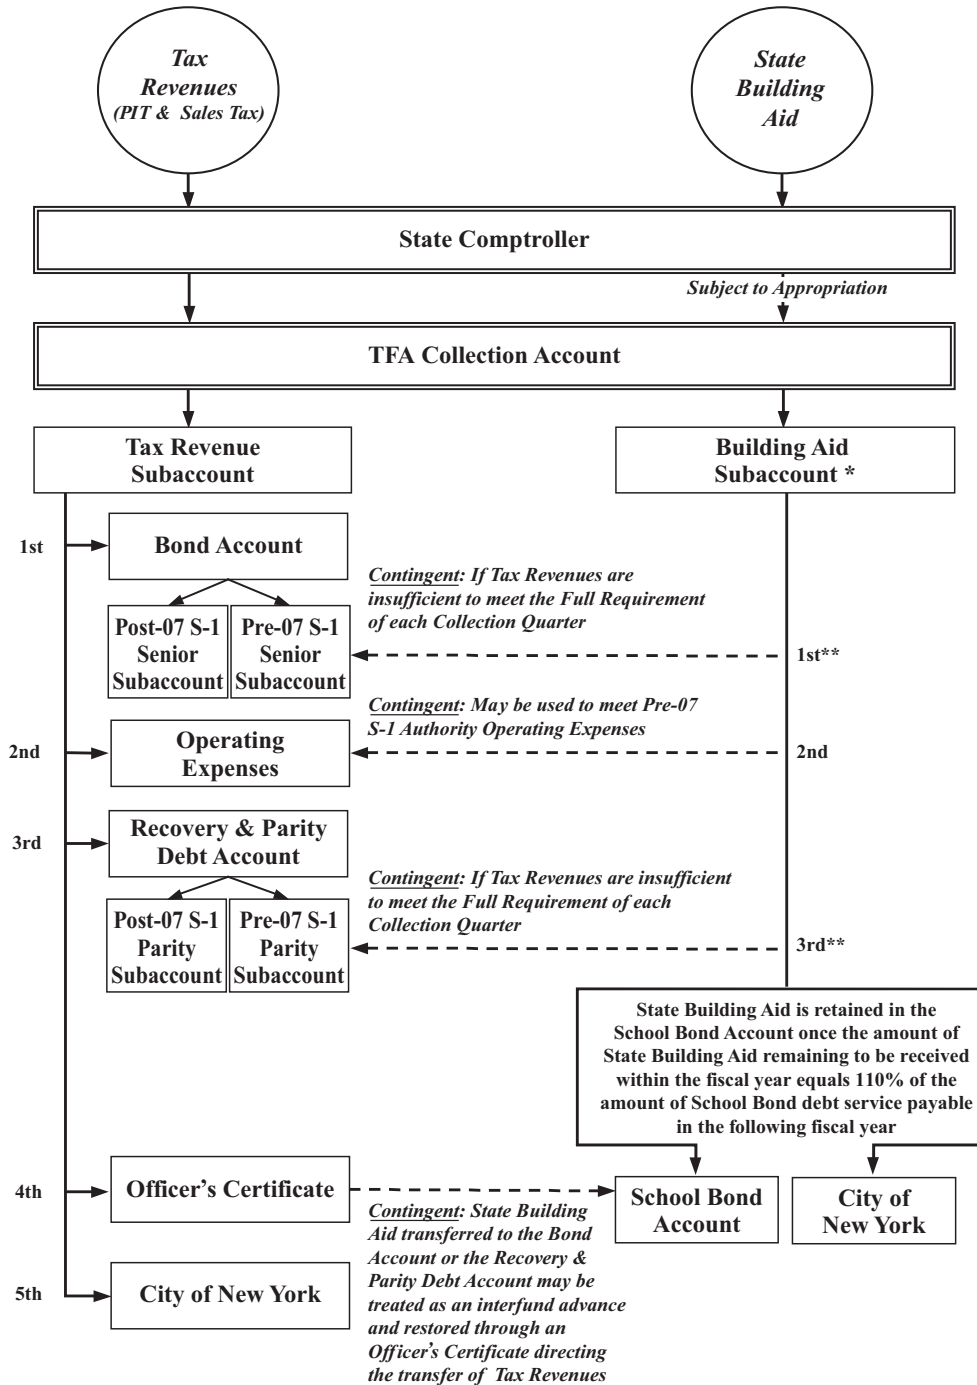 Tax
Revenues
(PIT & Sales Tax)
State
Building
Aid
State Comptroller
Subject to Appropriation
TFA Collection Account
Tax Revenue
Subaccount
Building Aid
Subaccount *
1st
Bond Account
Contingent: If Tax Revenues are
insufficient to meet the Full Requirement
of each Collection Quarter
Post-07 S-1
Senior
Subaccount
Pre-07 S-1
Senior
Subaccount
1st**
Contingent: May be used to meet Pre-07
S-1 Authority Operating Expenses
2nd
Operating
Expenses
2nd
3rd
Recovery & Parity
Debt Account
Contingent: If Tax Revenues are insufficient
to meet the Full Requirement of each
Collection Quarter
Post-07 S-1
Parity
Subaccount
Pre-07 S-1
Parity
Subaccount
3rd**
State Building Aid is retained in the
School Bond Account once the amount of
State Building Aid remaining to be received
within the fiscal year equals 110% of the
amount of School Bond debt service payable
in the following fiscal year
4th
Officer's Certificate
School Bond
Account
City of
New York
Contingent: State Building
Aid transferred to the Bond
Account or the Recovery &
Parity Debt Account may be
treated as an interfund advance
and restored through an
Officer's Certificate directing
the transfer of Tax Revenues
5th
City of New York